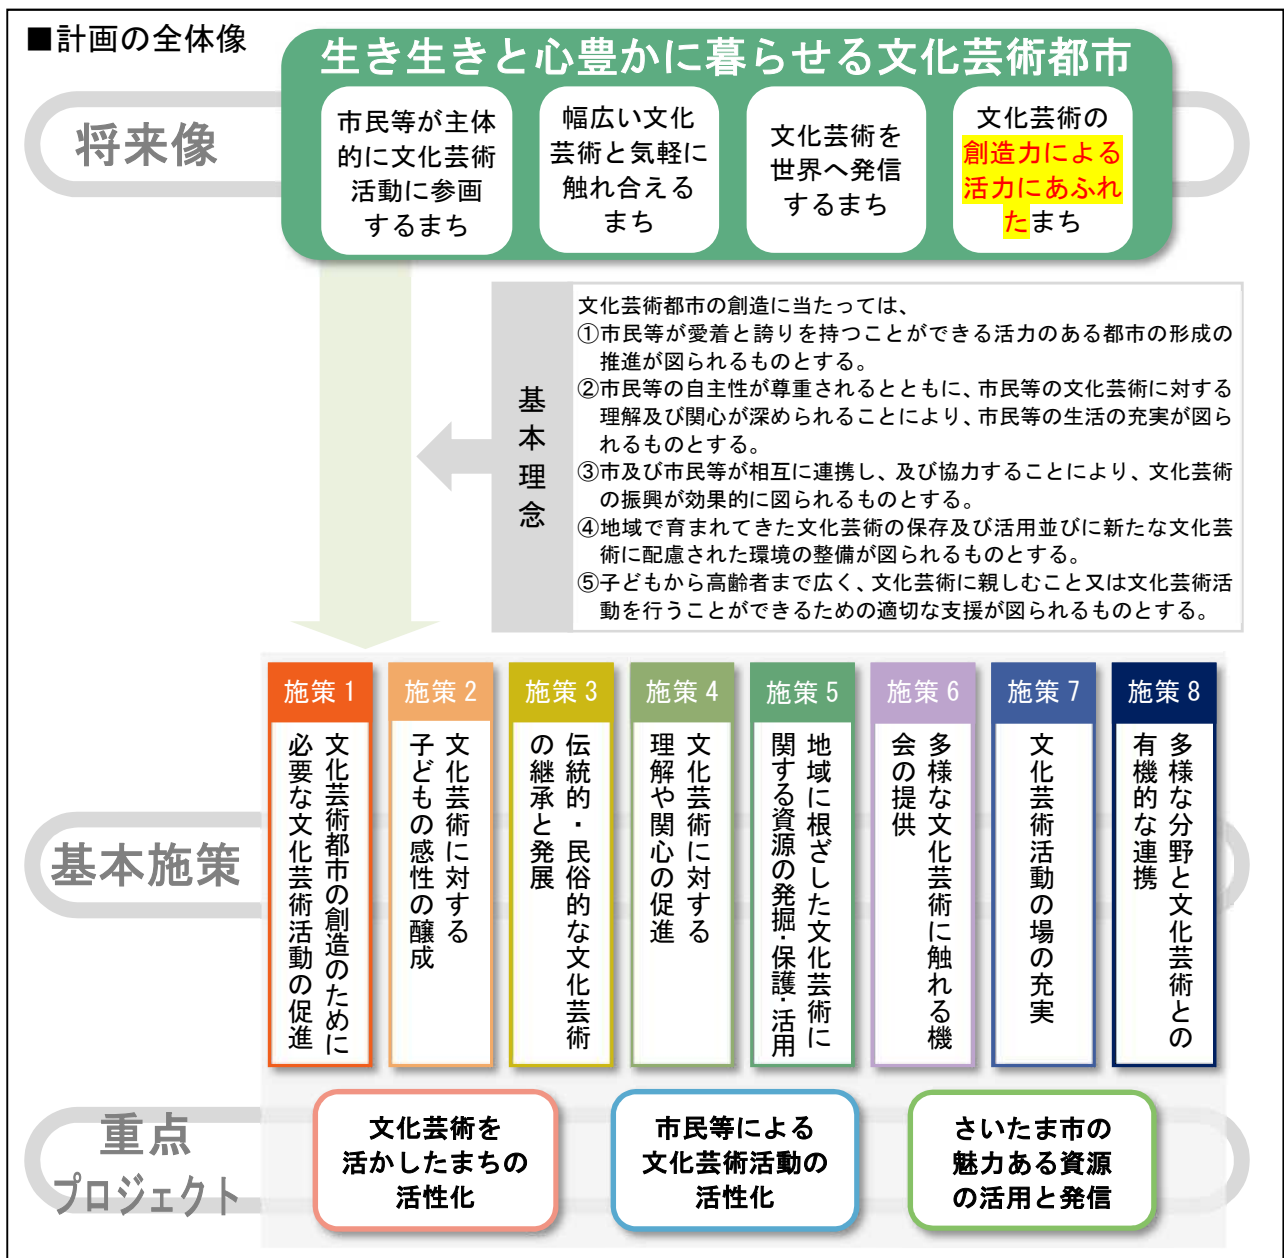 ■計画の全体像
生き生きと心豊かに暮らせる文化芸術都市
将来像
市民等が主体
的に文化芸術
活動に参画
するまち
幅広い文化
芸術と気軽に
触れ合える
まち
文化芸術を
世界へ発信
するまち
文化芸術の
創造力による
活力にあふれ
たまち
基本理念
文化芸術都市の創造に当たっては、
①市民等が愛着と誇りを持つことができる活力のある都市の形成の
推進が図られるものとする。
②市民等の自主性が尊重されるとともに、市民等の文化芸術に対する
理解及び関心が深められることにより、市民等の生活の充実が図ら
れるものとする。
③市及び市民等が相互に連携し、及び協力することにより、文化芸術
の振興が効果的に図られるものとする。
④地域で育まれてきた文化芸術の保存及び活用並びに新たな文化芸
術に配慮された環境の整備が図られるものとする。
⑤子どもから高齢者まで広く、文化芸術に親しむこと又は文化芸術活
動を行うことができるための適切な支援が図られるものとする。
基本施策
施策1
文化芸術都市の創造のために
必要な文化芸術活動の促進
施策2
文化芸術に対する
子どもの感性の醸成
施策3
伝統的・民俗的な文化芸術
の継承と発展
施策4
文化芸術に対する
理解や関心の促進
施策5
地域に根ざした文化芸術に
関する資源の発掘・保護・活用
施策6
多様な文化芸術に触れる機
会の提供
施策7
文化芸術活動の場の充実
施策8
多様な分野と文化芸術との
有機的な連携
重点
プロジェクト
文化芸術を
活かしたまちの
活性化
市民等による
文化芸術活動の
活性化
さいたま市の
魅力ある資源
の活用と発信